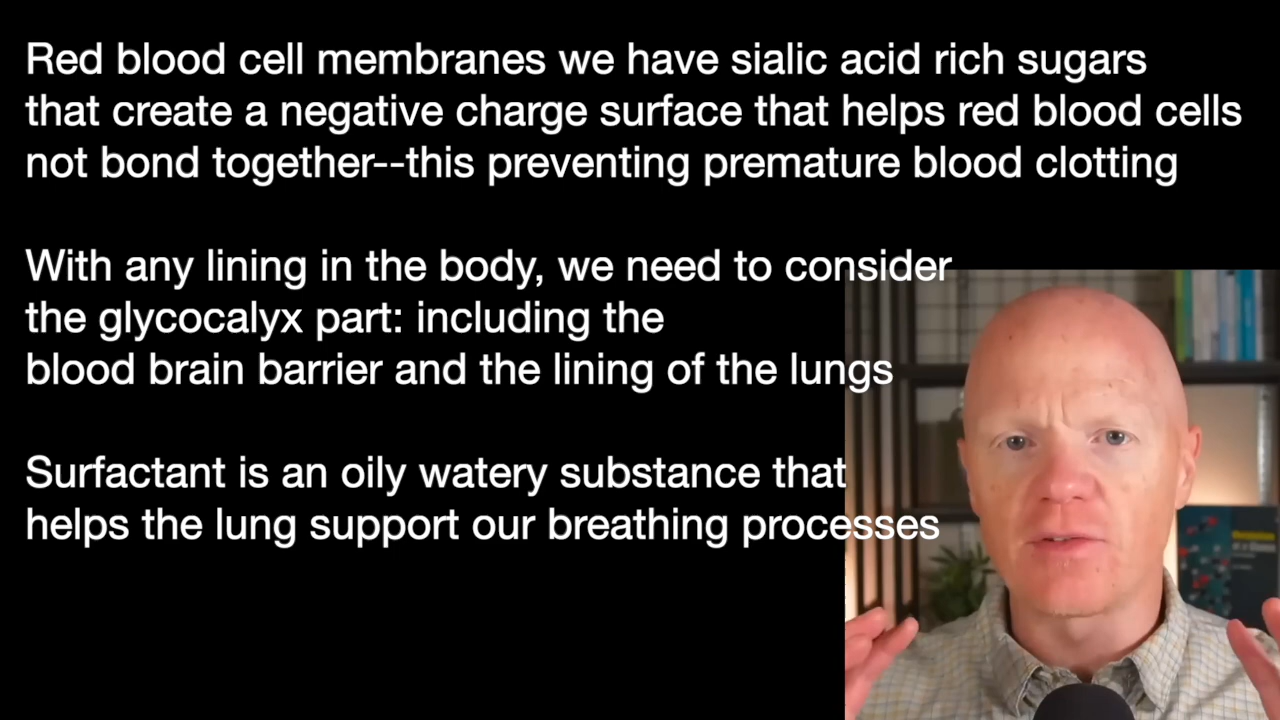 Red blood cell membranes we have sialic acid rich sugars
that create a negative charge surface that helps red blood cells
not bond together--this preventing premature blood clotting
With any lining in the body, we need to consider
the glycocalyx part: including the
blood brain barrier and the lining of the lungs
Surfactant is an oily watery substance that
helps the lung support our breathing processes